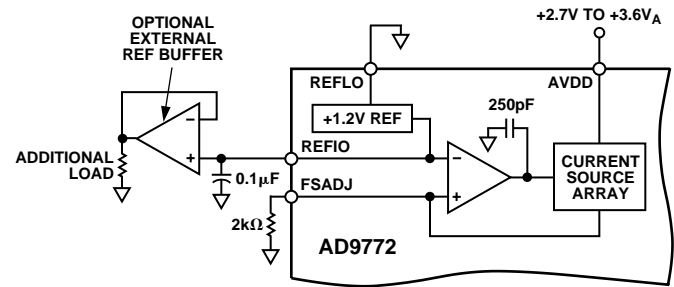 OPTIONAL
EXTERNAL
REF BUFFER
+2.7V TO +3.6VA
REFLO
AVDD
250pF
+1.2V REF
–
+
REFIO
ADDITIONAL
LOAD
0.1µF
–
+
CURRENT
SOURCE
ARRAY
FSADJ
2kΩ
AD9772